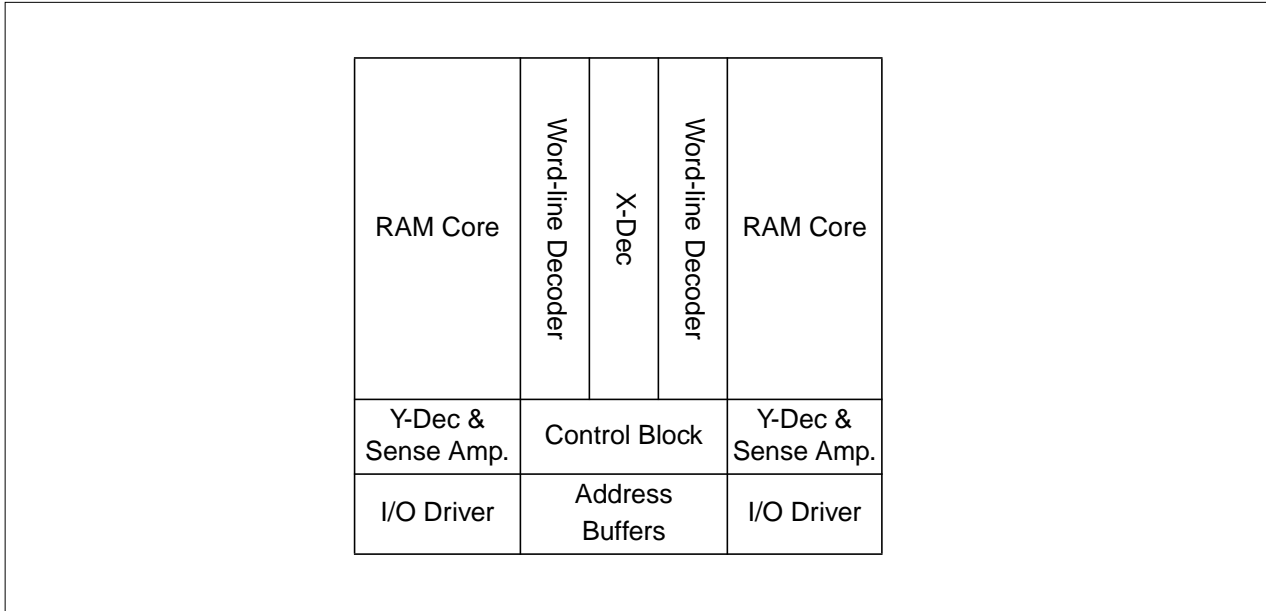 RAM Core
Word-line Decoder
X-Dec
Word-line Decoder
RAM Core
Y-Dec &
Sense Amp.
Control Block
Y-Dec &
Sense Amp.
I/O Driver
Address
Buffers
I/O Driver